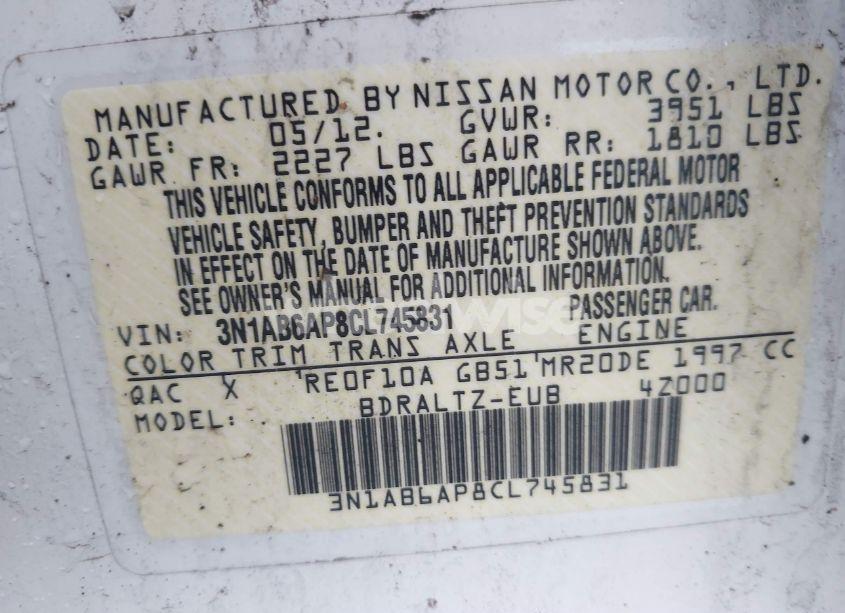 MANUFACTURED BY NISSAN MOTOR CO., LTD.
DATE: 05/12. GVWR: 3951 LBS
GAWR FR: 2227 LBS GAWR RR: 1810 LBS
THIS VEHICLE CONFORMS TO ALL APPLICABLE FEDERAL MOTOR
VEHICLE SAFETY, BUMPER AND THEFT PREVENTION STANDARDS
IN EFFECT ON THE DATE OF MANUFACTURE SHOWN ABOVE.
SEE OWNER'S MANUAL FOR ADDITIONAL INFORMATION.
VIN: 3N1AB6AP8CL745831 PASSENGER CAR.
COLOR TRIM TRANS AXLE ENGINE
QAC X 'RE0F10A GB51'MR20DE 1997 CC
MODEL: BDRALTZ-EUB 4Z000
3N1AB6AP8CL745831